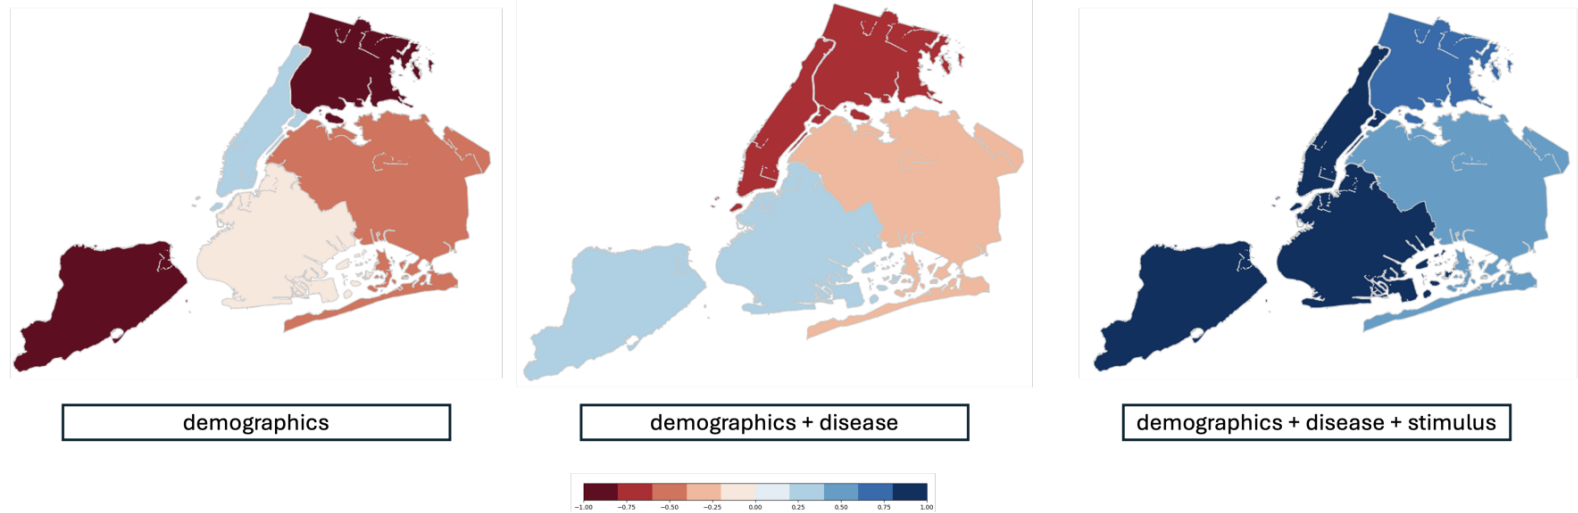 demographics
demographics + disease
demographics + disease + stimulus
−1.00 −0.75 −0.50 −0.25 0.00 0.25 0.50 0.75 1.00